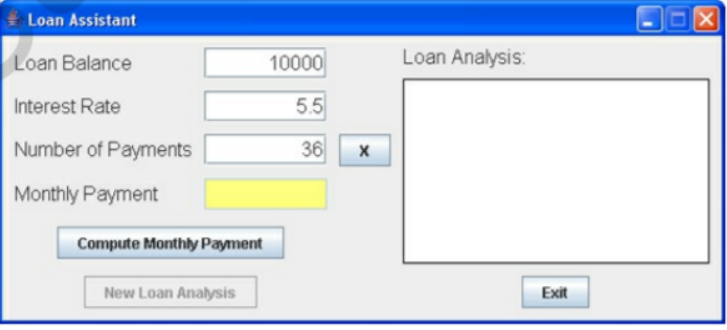 Loan Assistant
Loan Balance 10000
Loan Analysis:
Interest Rate 5.5
Number of Payments 36 X
Monthly Payment
Compute Monthly Payment
New Loan Analysis
Exit